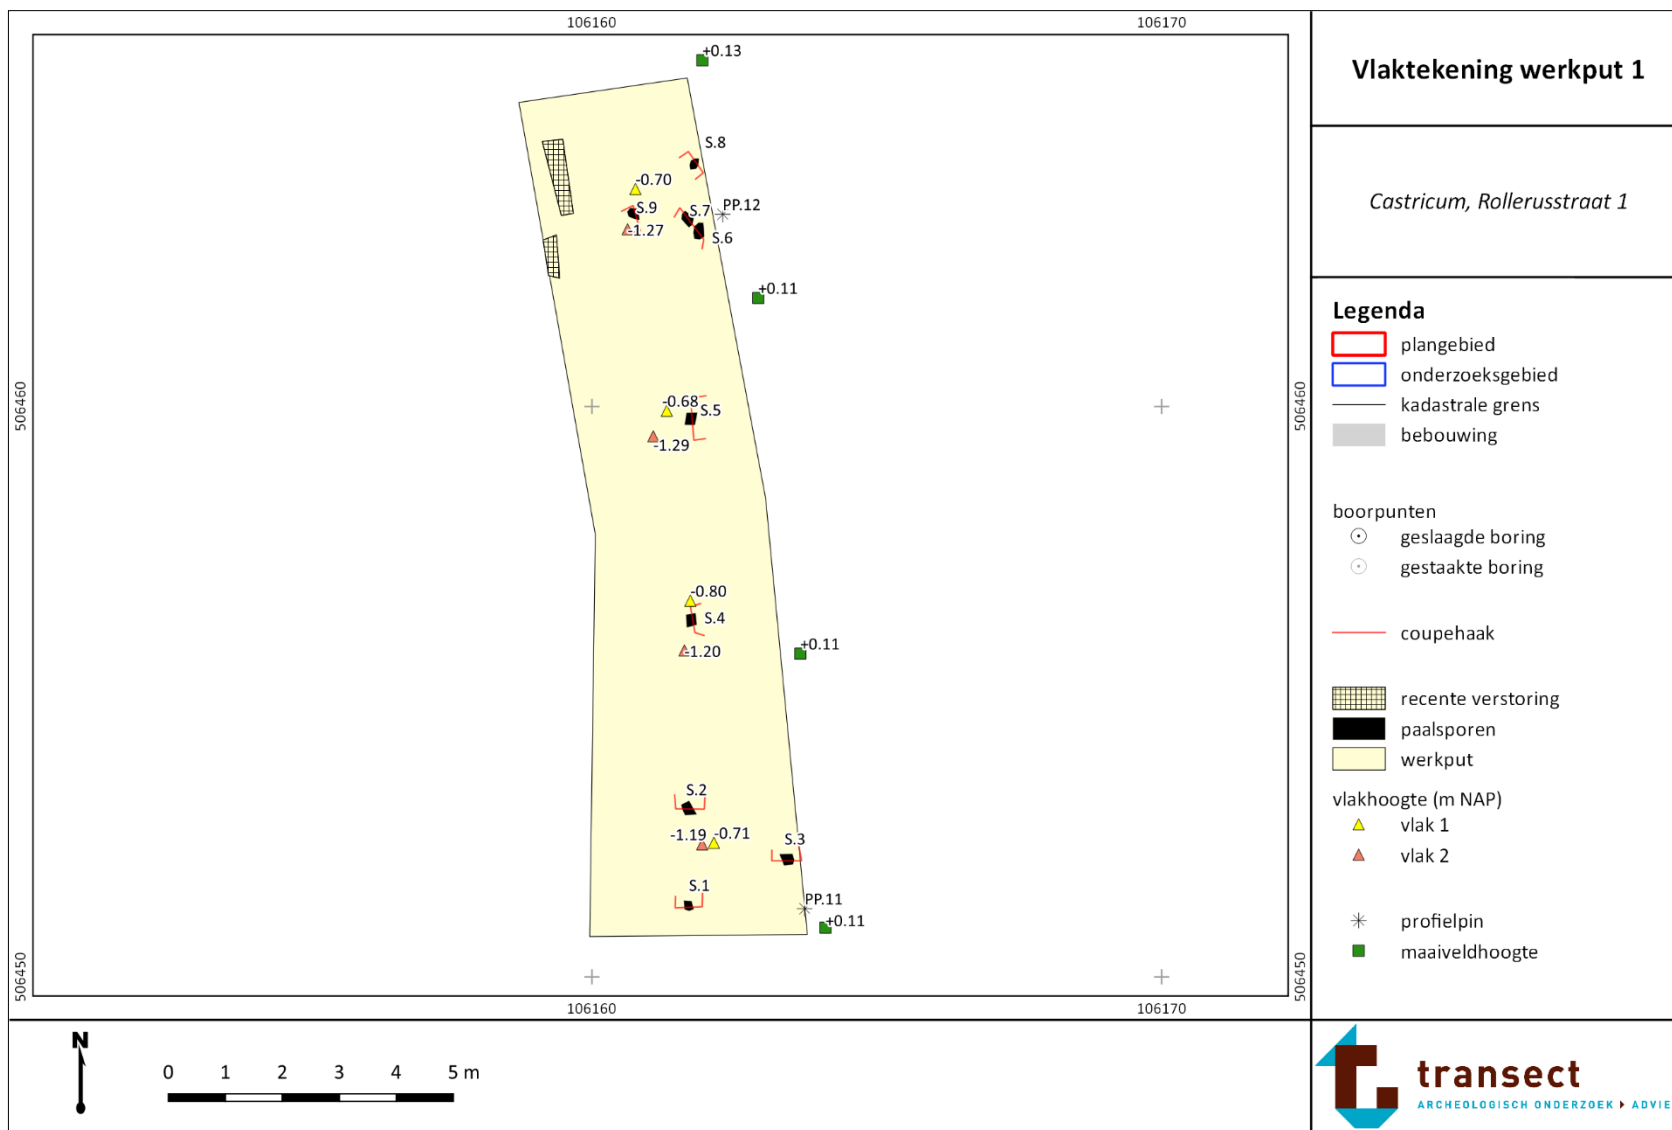 106160
106170
+0.13
S.8
-0.70
S.9
S.7
PP.12
-1.27
S.6
+0.11
506460
506460
-0.68
S.5
-1.29
-0.80
S.4
-1.20
+0.11
S.2
-1.19
-0.71
S.3
S.1
PP.11
+0.11
506450
506450
106160
106170
N
0 1 2 3 4 5 m
Vlaktekening werkput 1
Castricum, Rollerusstraat 1
Legenda
plangebied
onderzoeksgebied
kadastrale grens
bebouwing
boorpunten
geslaagde boring
gestaakte boring
coupehaak
recente verstoring
paalsporen
werkput
vlakhoogte (m NAP)
vlak 1
vlak 2
profielpin
maaiveldhoogte
transect
ARCHEOLOGISCH ONDERZOEK ADVIE